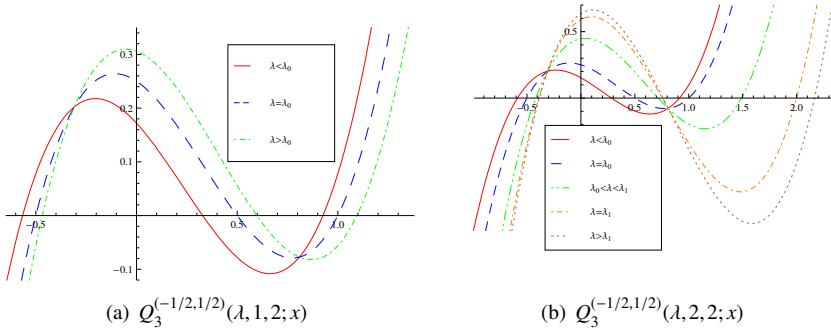 0.3
0.2
0.1
-0.1
-0.5
0.5
1.0
λ<λ₀
λ=λ₀
λ>λ₀
(a) Q₃^(−1/2,1/2)(λ,1,2;x)
0.5
-0.5
0.5
1.0
1.5
2.0
λ<λ₀
λ=λ₀
λ₀<λ<λ₁
λ=λ₁
λ>λ₁
(b) Q₃^(−1/2,1/2)(λ,2,2;x)